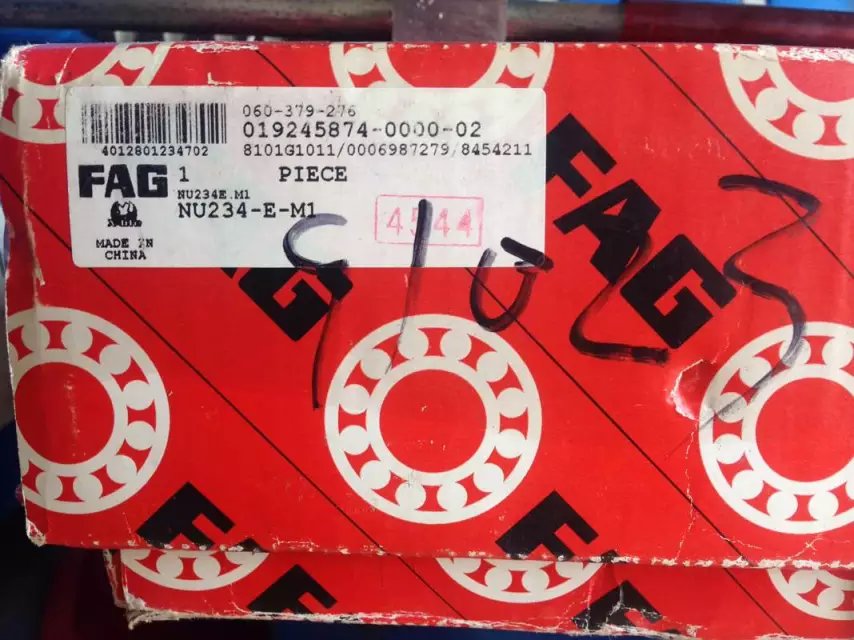 060-379-276
019245874-0000-02
4012801234702
8101G1011/0006987279/8454211
FAG 1 PIECE
NU234E.M1
NU234-E-M1
4544
MADE IN
CHINA
FAG
FAG
91023